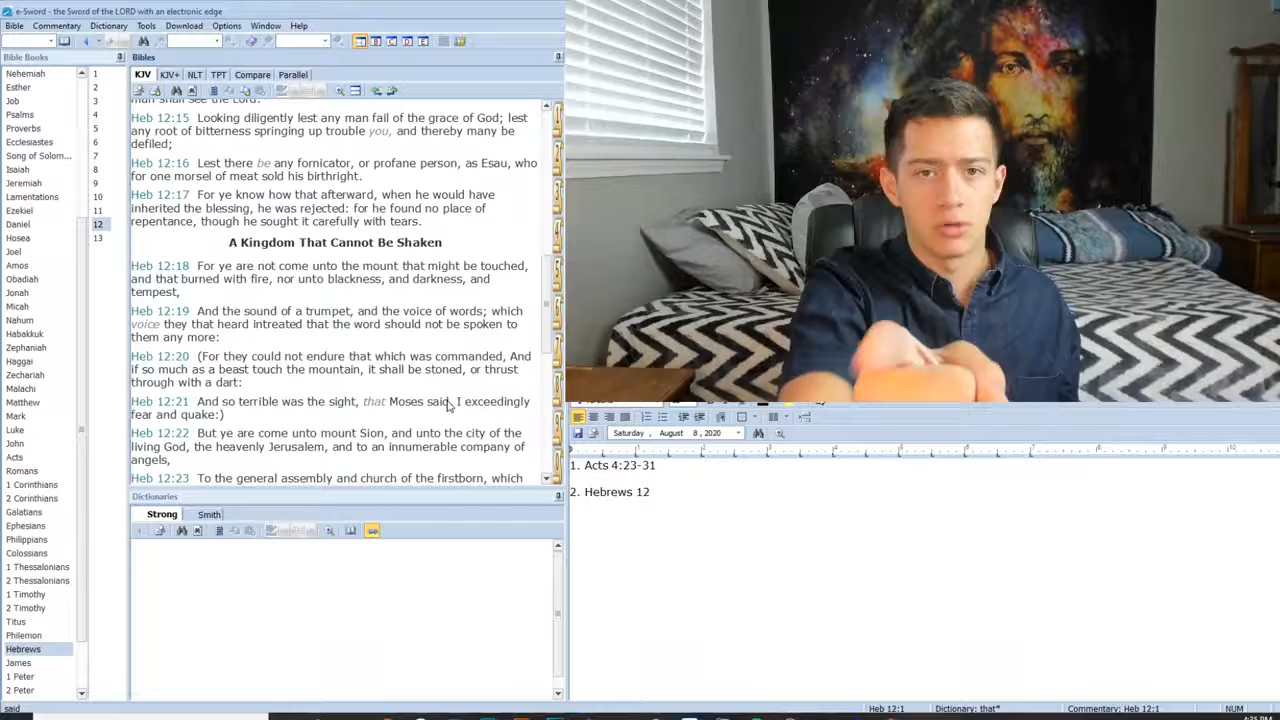 e-Sword - the Sword of the LORD with an electronic edge
Bible Commentary Dictionary Tools Download Options Window Help
Bible Books
Bibles
KJV KJV+ NLT TPT Compare Parallel
Nehemiah
Esther
Job
Psalms
Proverbs
Ecclesiastes
Song of Solom...
Isaiah
Jeremiah
Lamentations
Ezekiel
Daniel
Hosea
Joel
Amos
Obadiah
Jonah
Micah
Nahum
Habakkuk
Zephaniah
Haggai
Zechariah
Malachi
Matthew
Mark
Luke
John
Acts
Romans
1 Corinthians
2 Corinthians
Galatians
Ephesians
Philippians
Colossians
1 Thessalonians
2 Thessalonians
1 Timothy
2 Timothy
Titus
Philemon
Hebrews
James
1 Peter
2 Peter
1
2
3
4
5
6
7
8
9
10
11
12
13
man shall see the Lord:
Heb 12:15 Looking diligently lest any man fail of the grace of God; lest
any root of bitterness springing up trouble you, and thereby many be
defiled;
Heb 12:16 Lest there be any fornicator, or profane person, as Esau, who
for one morsel of meat sold his birthright.
Heb 12:17 For ye know how that afterward, when he would have
inherited the blessing, he was rejected: for he found no place of
repentance, though he sought it carefully with tears.
A Kingdom That Cannot Be Shaken
Heb 12:18 For ye are not come unto the mount that might be touched,
and that burned with fire, nor unto blackness, and darkness, and
tempest,
Heb 12:19 And the sound of a trumpet, and the voice of words; which
voice they that heard intreated that the word should not be spoken to
them any more:
Heb 12:20 (For they could not endure that which was commanded, And
if so much as a beast touch the mountain, it shall be stoned, or thrust
through with a dart:
Heb 12:21 And so terrible was the sight, that Moses said, I exceedingly
fear and quake:)
Heb 12:22 But ye are come unto mount Sion, and unto the city of the
living God, the heavenly Jerusalem, and to an innumerable company of
angels,
Heb 12:23 To the general assembly and church of the firstborn, which
Dictionaries
Strong Smith
Saturday , August 8 , 2020
1. Acts 4:23-31
2. Hebrews 12
said
Heb 12:1 Dictionary: that* Commentary: Heb 12:1 NUM